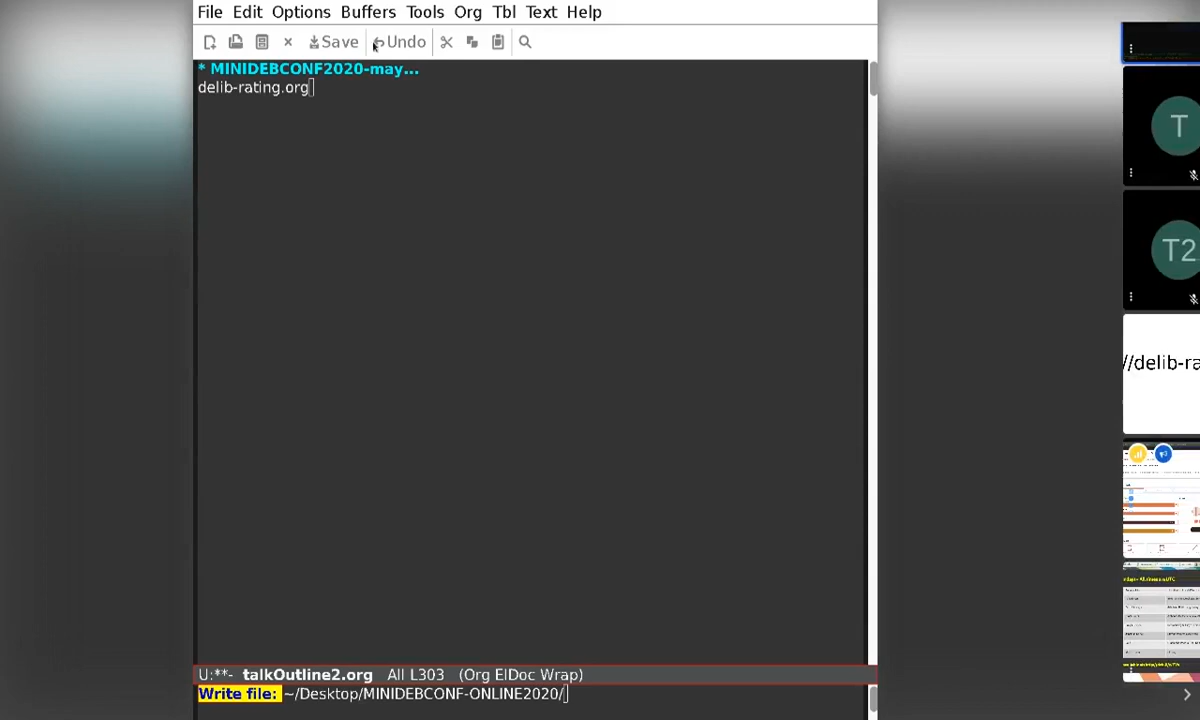 File Edit Options Buffers Tools Org Tbl Text Help
Save Undo
* MINIDEBCONF2020-may...
delib-rating.org
T
T2
//delib-ra
U:**- talkOutline2.org All L303 (Org ElDoc Wrap)
Write file: ~/Desktop/MINIDEBCONF-ONLINE2020/